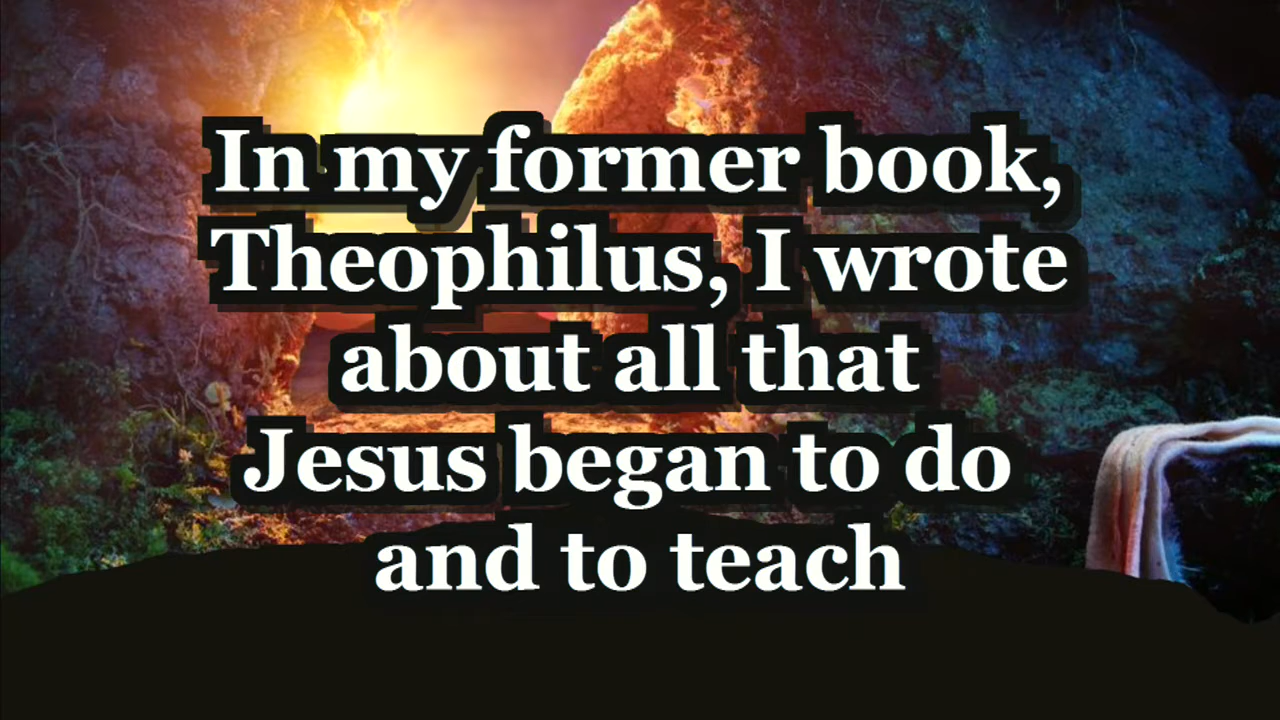 In my former book,
Theophilus, I wrote
about all that
Jesus began to do
and to teach